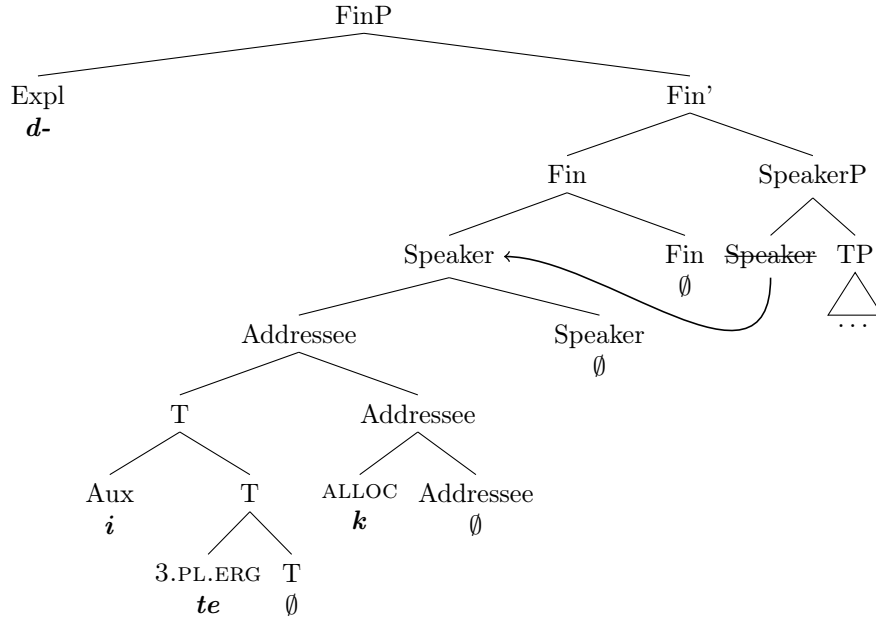 FinP
Expl Fin'
d-
Fin SpeakerP
Speaker Fin Speaker TP
∅ ...
Addressee Speaker
∅
T Addressee
Aux T ALLOC Addressee
i k ∅
3.PL.ERG T
te ∅